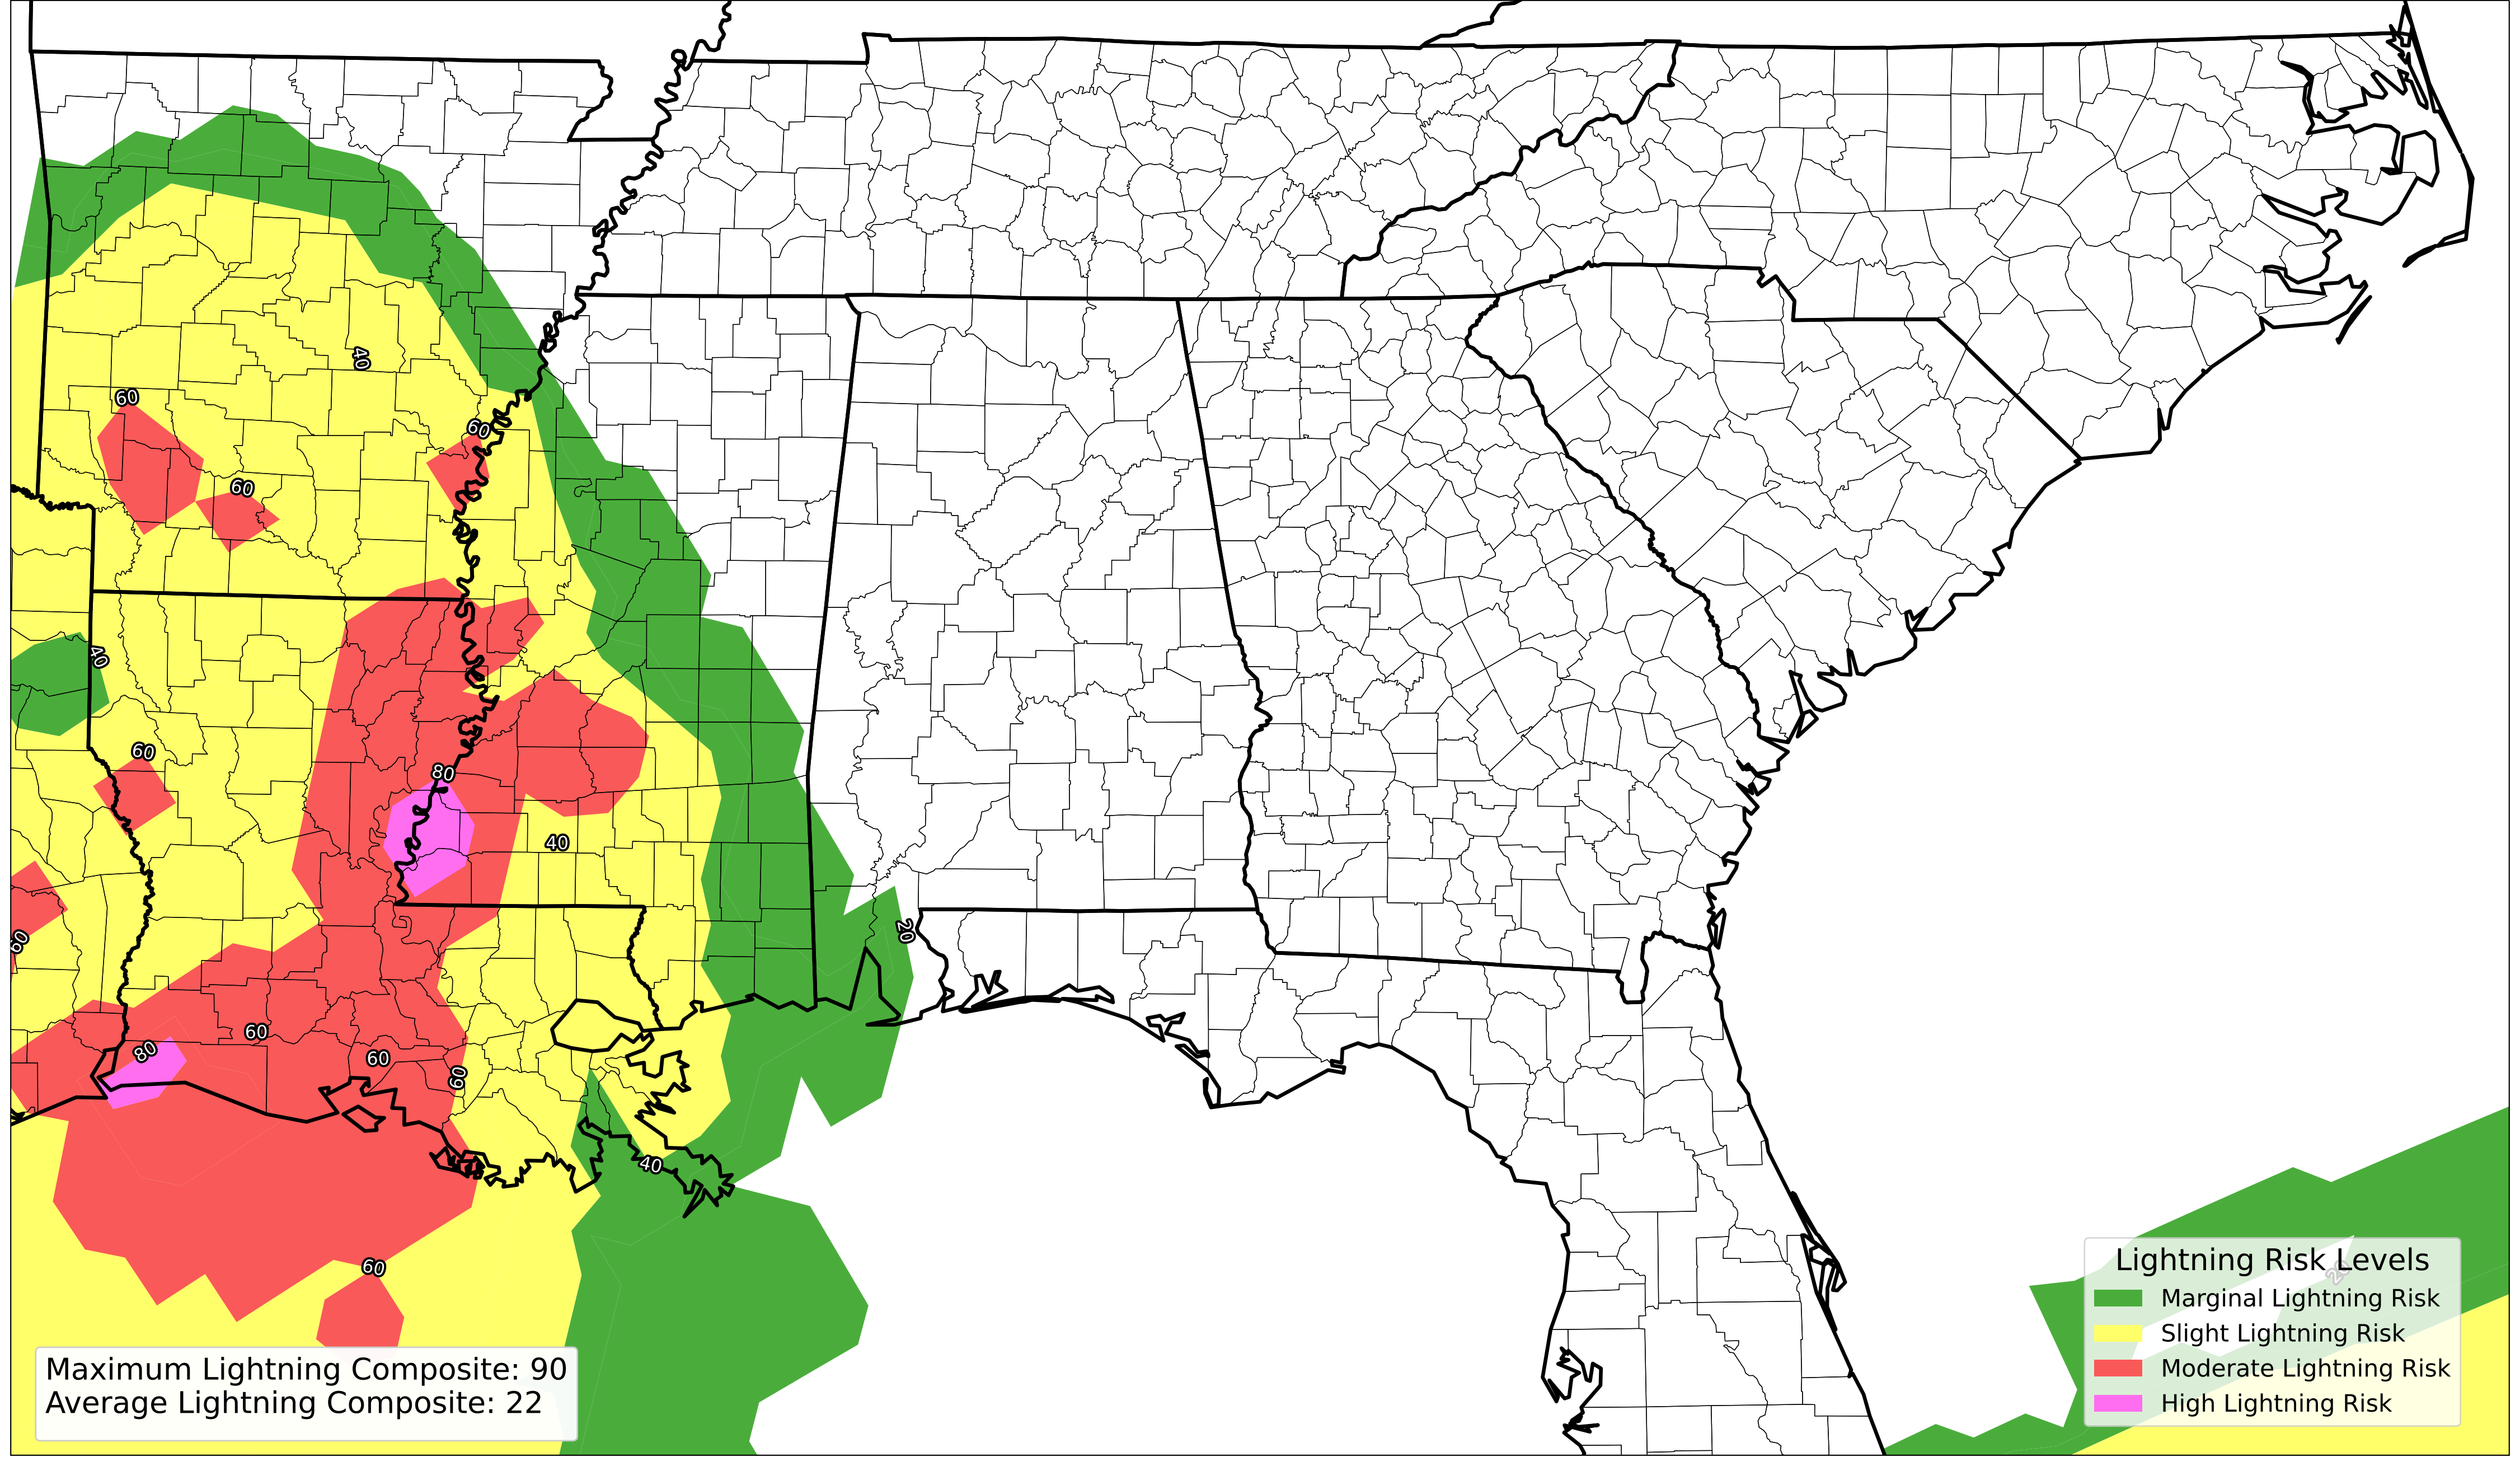 40
60
60
60
40
60
80
40
60
20
60
80
60
60
40
60
20
Lightning Risk Levels
Marginal Lightning Risk
Slight Lightning Risk
Moderate Lightning Risk
High Lightning Risk
Maximum Lightning Composite: 90
Average Lightning Composite: 22